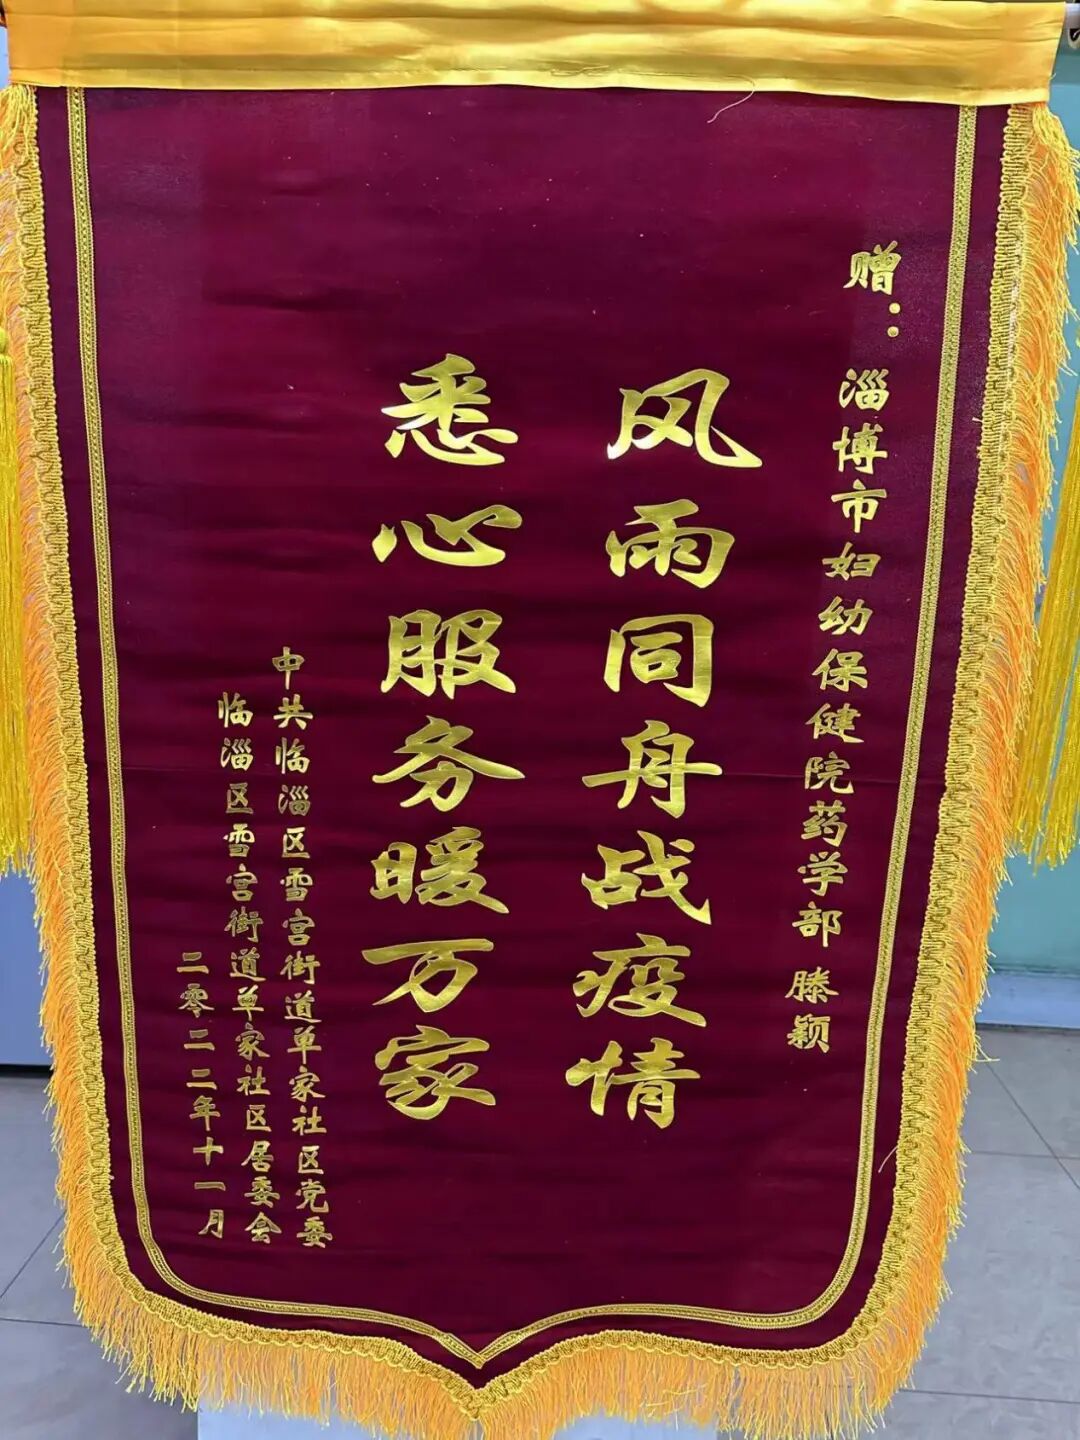 赠：淄博市妇幼保健院药学部 滕颖
风雨同舟战疫情
悉心服务暖万家
中共临淄区雪宫街道单家社区党委
临淄区雪宫街道单家社区居委会
二零二二年十一月